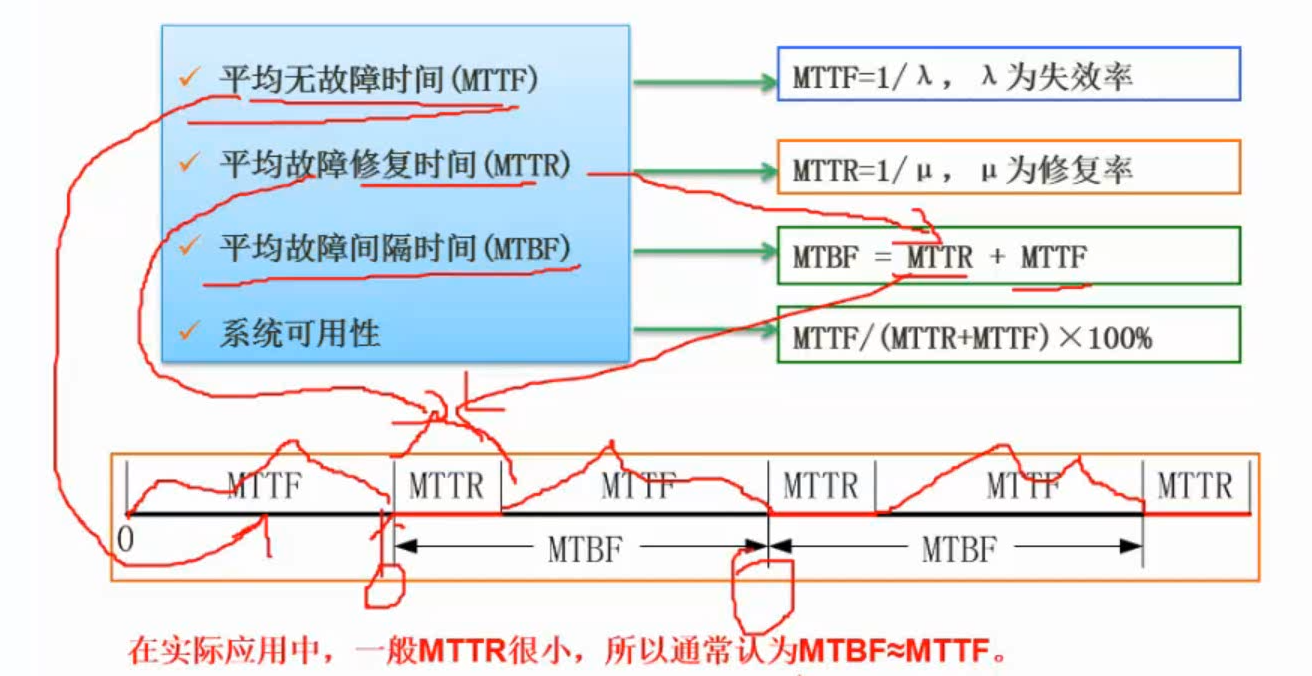 ✓ 平均无故障时间(MTTF)
MTTF=1/λ，λ为失效率
✓ 平均故障修复时间(MTTR)
MTTR=1/μ，μ为修复率
✓ 平均故障间隔时间(MTBF)
MTBF = MTTR + MTTF
✓ 系统可用性
MTTF/(MTTR+MTTF)×100%
MTTF MTTR MTTF MTTR MTTF MTTR
0 MTBF MTBF
在实际应用中，一般MTTR很小，所以通常认为MTBF≈MTTF。